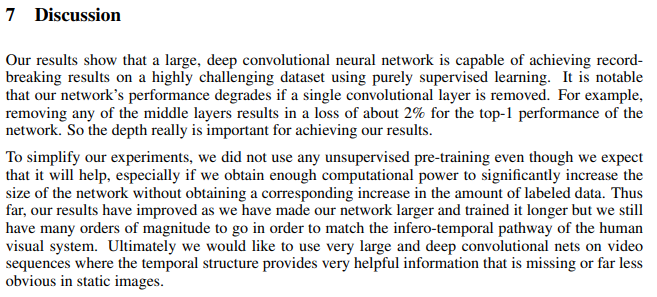 7 Discussion
Our results show that a large, deep convolutional neural network is capable of achieving record-
breaking results on a highly challenging dataset using purely supervised learning. It is notable
that our network's performance degrades if a single convolutional layer is removed. For example,
removing any of the middle layers results in a loss of about 2% for the top-1 performance of the
network. So the depth really is important for achieving our results.
To simplify our experiments, we did not use any unsupervised pre-training even though we expect
that it will help, especially if we obtain enough computational power to significantly increase the
size of the network without obtaining a corresponding increase in the amount of labeled data. Thus
far, our results have improved as we have made our network larger and trained it longer but we still
have many orders of magnitude to go in order to match the infero-temporal pathway of the human
visual system. Ultimately we would like to use very large and deep convolutional nets on video
sequences where the temporal structure provides very helpful information that is missing or far less
obvious in static images.